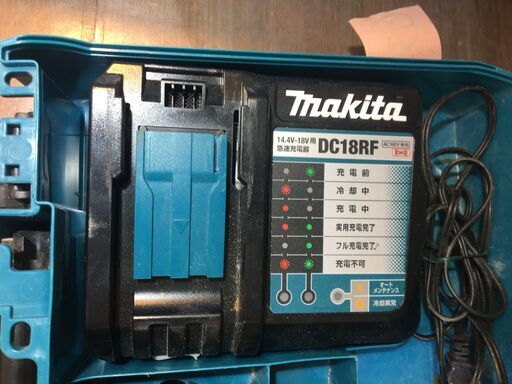 makita
14.4V-18V用
急速充電器
DC18RF
AC100V専用
充電前
冷却中
充電中
実用充電完了
フル充電完了
充電不可
オート
メンテナンス
冷却異常